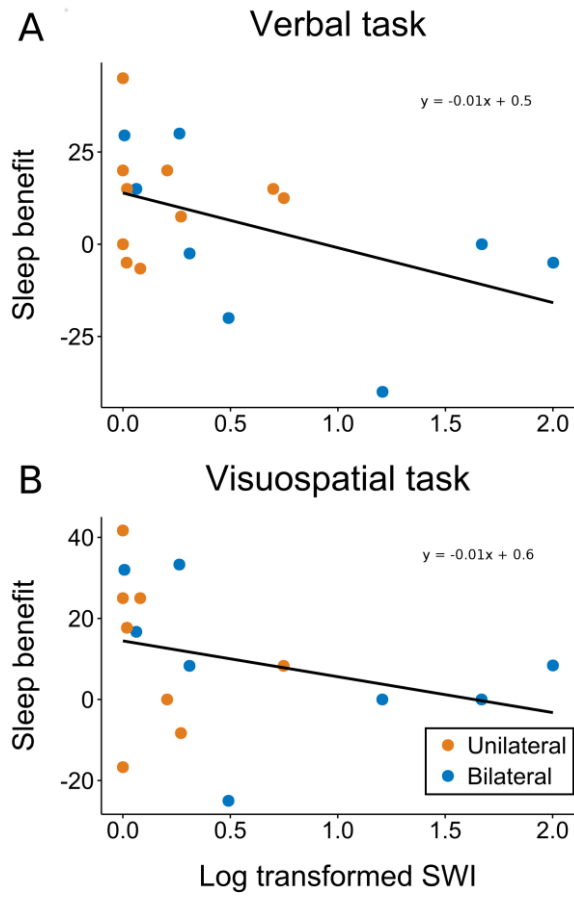 A
Verbal task
y = -0.01x + 0.5
Sleep benefit
25
0
-25
0.0 0.5 1.0 1.5 2.0
B
Visuospatial task
y = -0.01x + 0.6
Sleep benefit
40
20
0
-20
Unilateral
Bilateral
0.0 0.5 1.0 1.5 2.0
Log transformed SWI